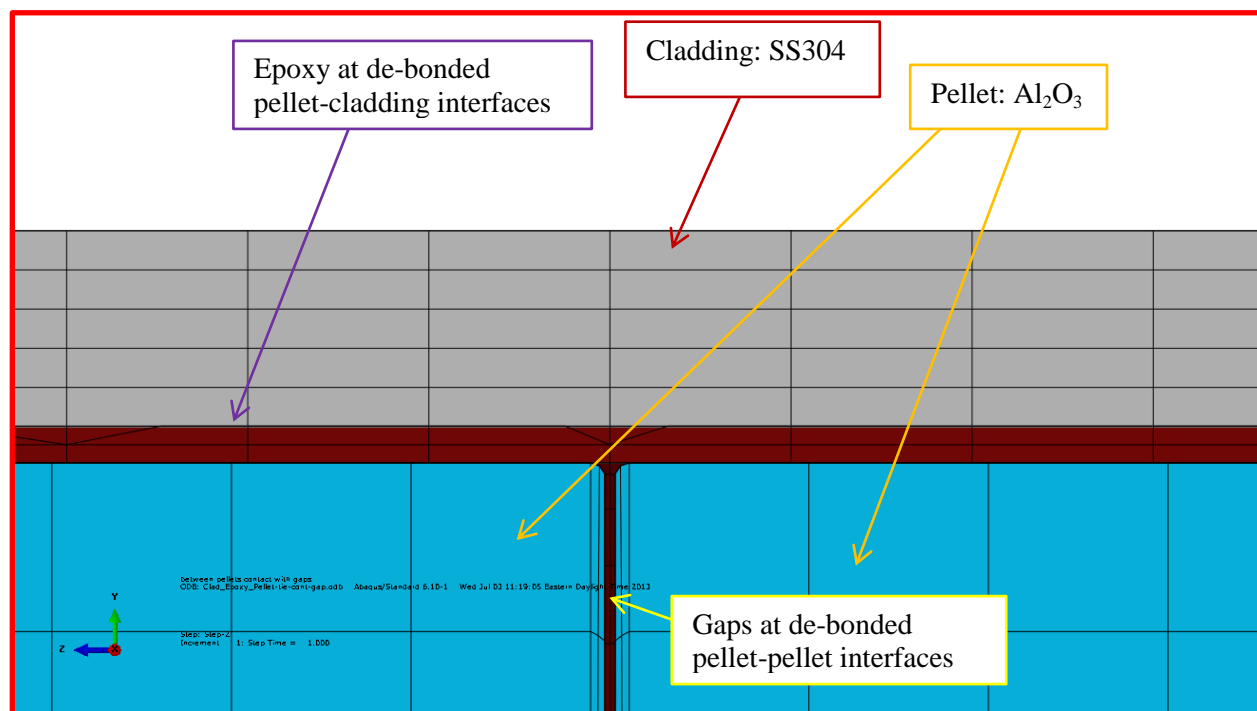 Epoxy at de-bonded
pellet-cladding interfaces
Cladding: SS304
Pellet: Al₂O₃
between pellets contact with gaps
ODB: Clad_Epoxy_Pellet-tie-cont-gap.odb Abaqus/Standard 6.10-1 Wed Jul 03 11:19:05 Eastern Daylight Time 2013
Y
Z
X
Step: Step-2
Increment 1: Step Time = 1.000
Gaps at de-bonded
pellet-pellet interfaces